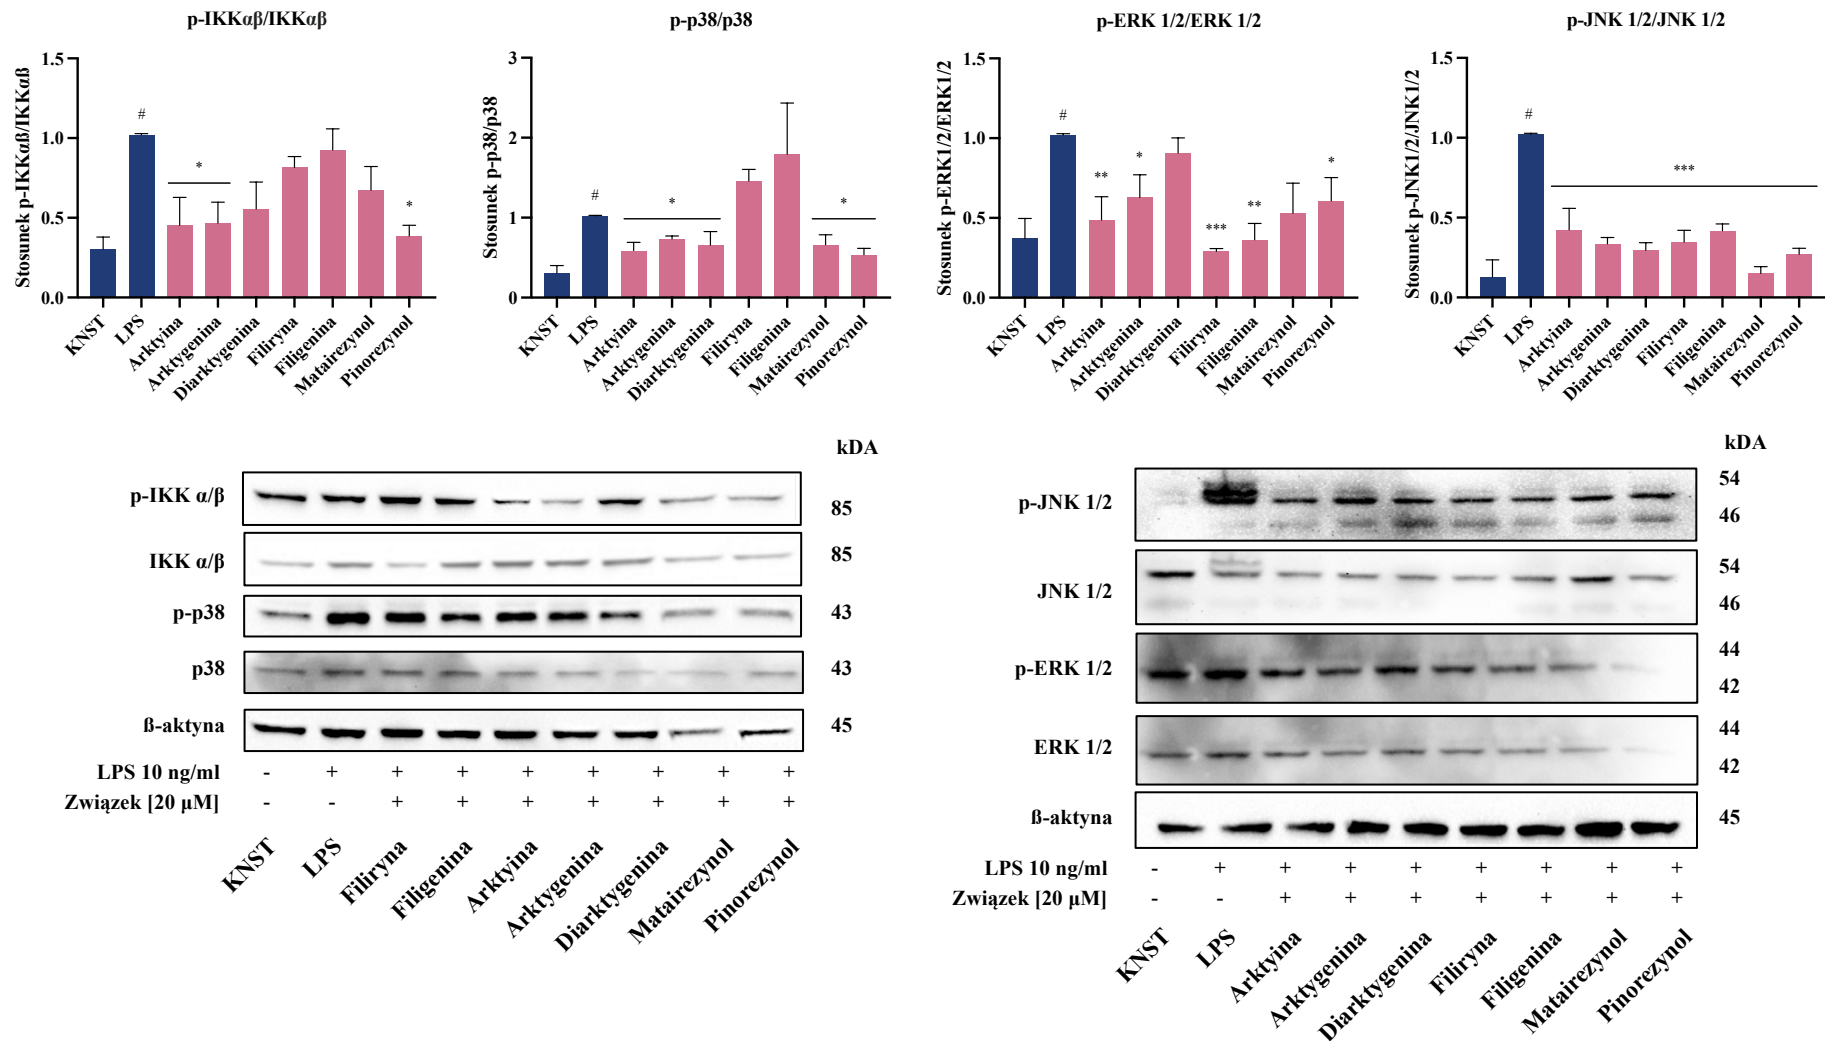 p-IKKαβ/IKKαβ
Stosunek p-IKKαß/IKKαß
1.5
1.0
0.5
0.0
#
*
*
KNST
LPS
Arktyina
Arktygenina
Diarktygenina
Filiryna
Filigenina
Matairezynol
Pinorezynol
p-p38/p38
Stosunek p-p38/p38
3
2
1
0
#
*
*
KNST
LPS
Arktyina
Arktygenina
Diarktygenina
Filiryna
Filigenina
Matairezynol
Pinorezynol
p-ERK 1/2/ERK 1/2
Stosunek p-ERK1/2/ERK1/2
1.5
1.0
0.5
0.0
#
**
*
***
**
*
KNST
LPS
Arktyina
Arktygenina
Diarktygenina
Filiryna
Filigenina
Matairezynol
Pinorezynol
p-JNK 1/2/JNK 1/2
Stosunek p-JNK1/2/JNK1/2
1.5
1.0
0.5
0.0
#
***
KNST
LPS
Arktyina
Arktygenina
Diarktygenina
Filiryna
Filigenina
Matairezynol
Pinorezynol
kDA
p-IKK α/β 85
IKK α/β 85
p-p38 43
p38 43
ß-aktyna 45
LPS 10 ng/ml - + + + + + + + +
Związek [20 µM] - - + + + + + + +
KNST
LPS
Filiryna
Filigenina
Arktyina
Arktygenina
Diarktygenina
Matairezynol
Pinorezynol
kDA
p-JNK 1/2 54
46
JNK 1/2 54
46
p-ERK 1/2 44
42
ERK 1/2 44
42
ß-aktyna 45
LPS 10 ng/ml - + + + + + + + +
Związek [20 µM] - - + + + + + + +
KNST
LPS
Arktyina
Arktygenina
Diarktygenina
Filiryna
Filigenina
Matairezynol
Pinorezynol